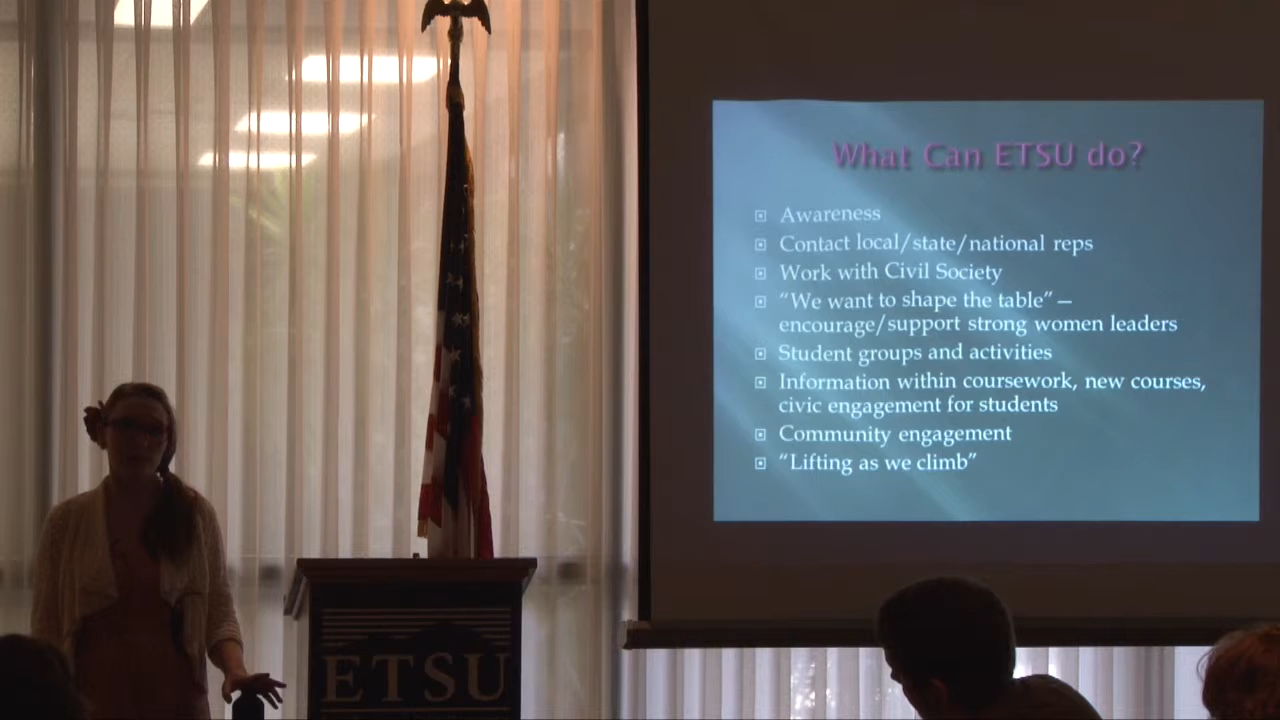 What Can ETSU do?
Awareness
Contact local/state/national reps
Work with Civil Society
“We want to shape the table” –
encourage/support strong women leaders
Student groups and activities
Information within coursework, new courses,
civic engagement for students
Community engagement
“Lifting as we climb”
ETSU